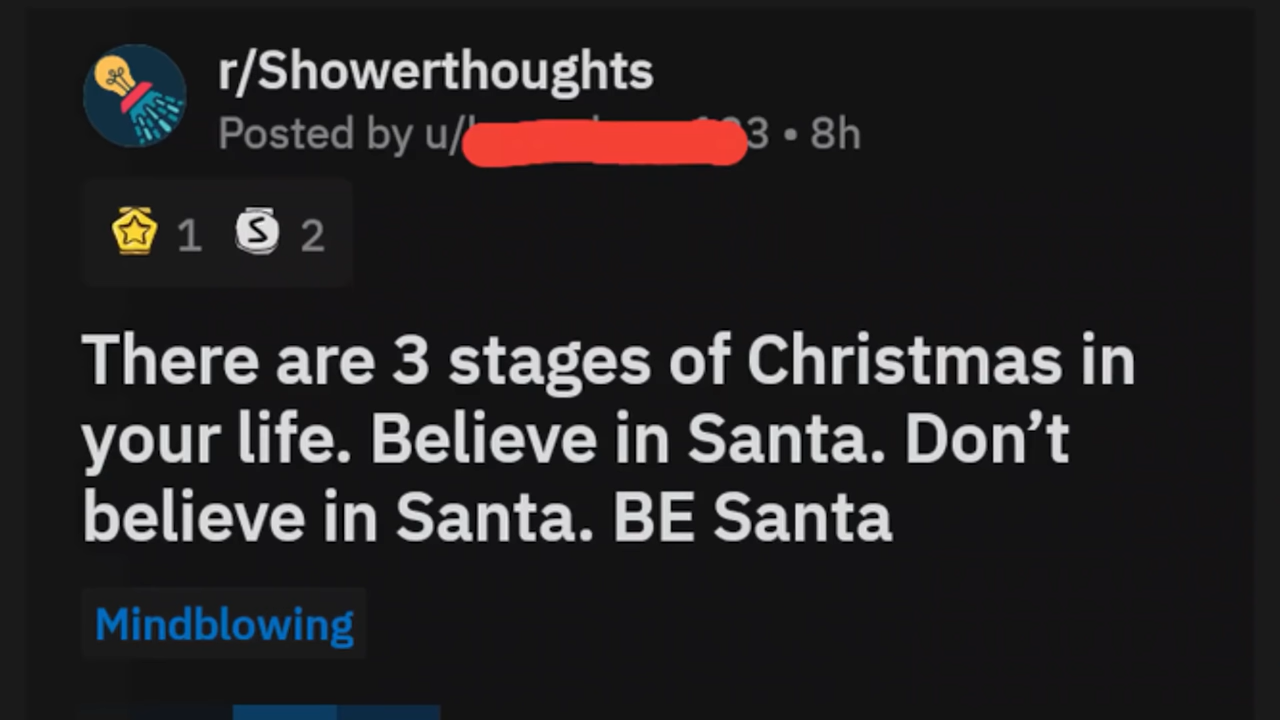 r/Showerthoughts
Posted by u/ 3 • 8h
1 2
There are 3 stages of Christmas in
your life. Believe in Santa. Don’t
believe in Santa. BE Santa
Mindblowing